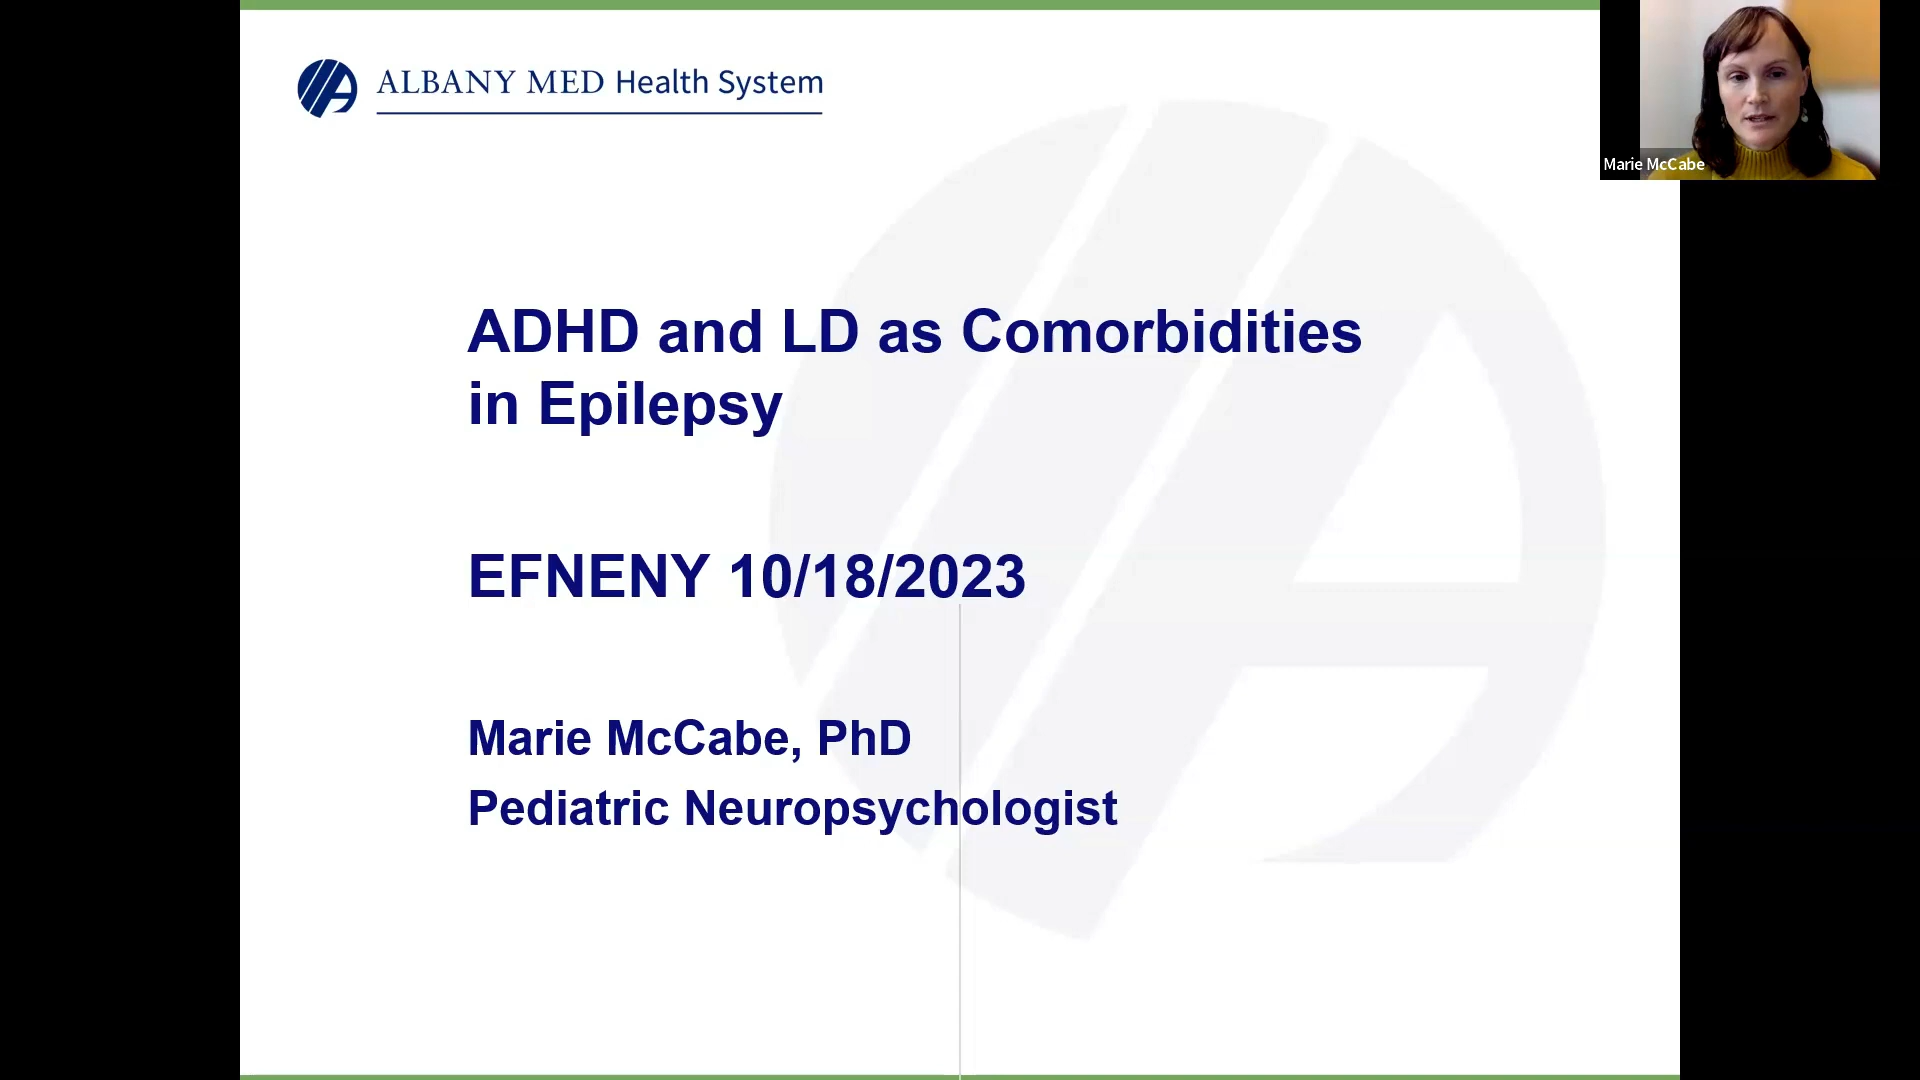 ALBANY MED Health System
Marie McCabe
ADHD and LD as Comorbidities
in Epilepsy
EFNENY 10/18/2023
Marie McCabe, PhD
Pediatric Neuropsychologist